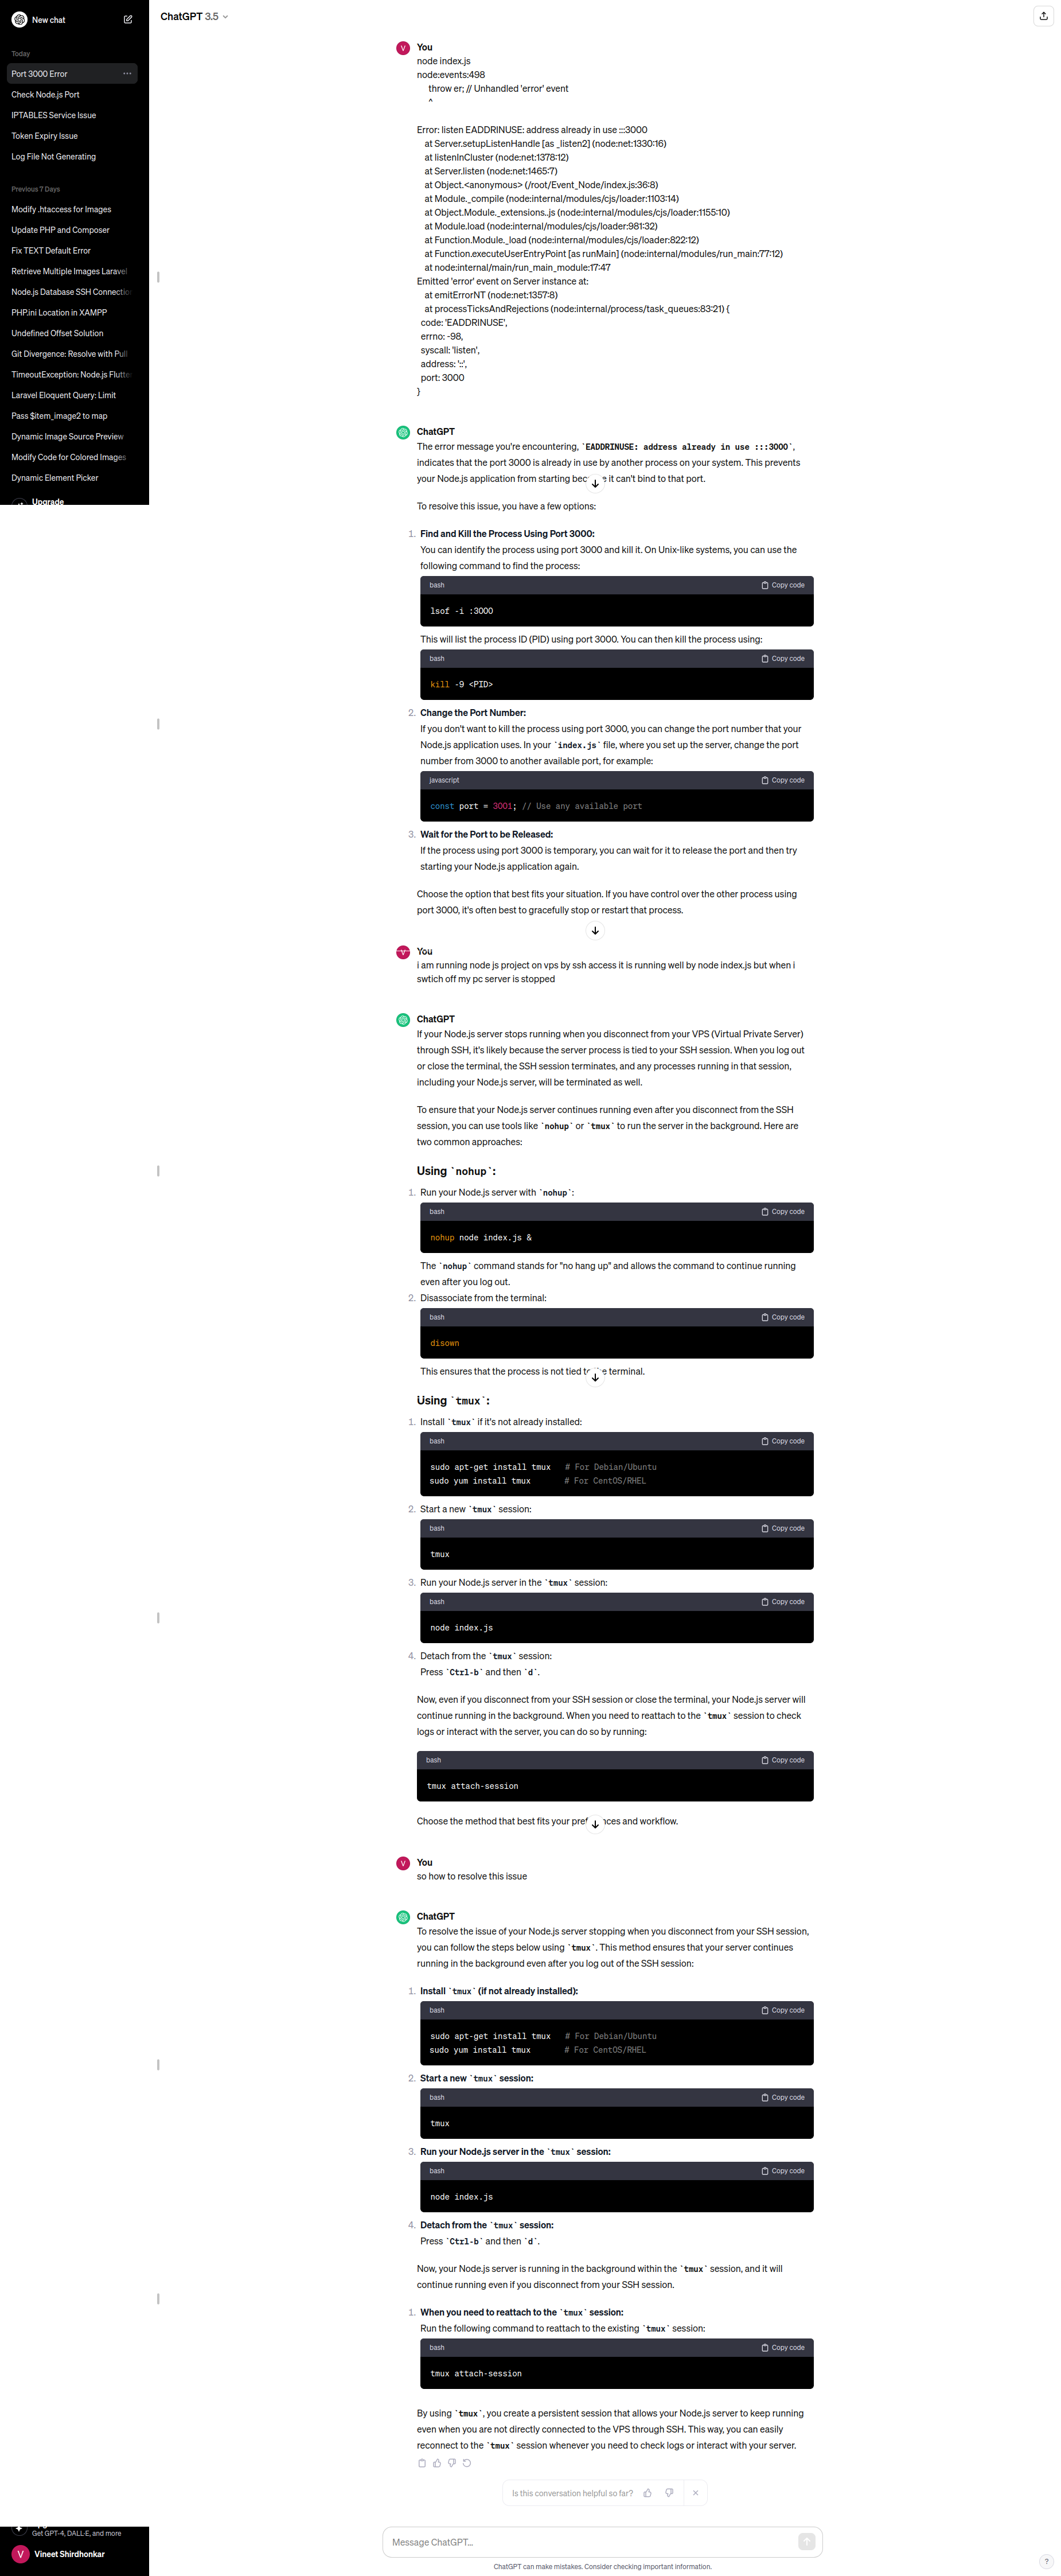 New chat
Today
Port 3000 Error
Check Node.js Port
IPTABLES Service Issue
Token Expiry Issue
Log File Not Generating
Previous 7 Days
Modify .htaccess for Images
Update PHP and Composer
Fix TEXT Default Error
Retrieve Multiple Images Laravel
Node.js Database SSH Connection
PHP.ini Location in XAMPP
Undefined Offset Solution
Git Divergence: Resolve with Pull
TimeoutException: Node.js Flutter
Laravel Eloquent Query: Limit
Pass $item_image2 to map
Dynamic Image Source Preview
Modify Code for Colored Images
Dynamic Element Picker
Upgrade
ChatGPT 3.5
V
You
node index.js
node:events:498
throw er; // Unhandled 'error' event
^
Error: listen EADDRINUSE: address already in use :::3000
at Server.setupListenHandle [as _listen2] (node:net:1330:16)
at listenInCluster (node:net:1378:12)
at Server.listen (node:net:1465:7)
at Object.<anonymous> (/root/Event_Node/index.js:36:8)
at Module._compile (node:internal/modules/cjs/loader:1103:14)
at Object.Module._extensions..js (node:internal/modules/cjs/loader:1155:10)
at Module.load (node:internal/modules/cjs/loader:981:32)
at Function.Module._load (node:internal/modules/cjs/loader:822:12)
at Function.executeUserEntryPoint [as runMain] (node:internal/modules/run_main:77:12)
at node:internal/main/run_main_module:17:47
Emitted 'error' event on Server instance at:
at emitErrorNT (node:net:1357:8)
at processTicksAndRejections (node:internal/process/task_queues:83:21) {
code: 'EADDRINUSE',
errno: -98,
syscall: 'listen',
address: '::',
port: 3000
}
ChatGPT
The error message you're encountering, `EADDRINUSE: address already in use :::3000`,
indicates that the port 3000 is already in use by another process on your system. This prevents
your Node.js application from starting because it can't bind to that port.
To resolve this issue, you have a few options:
1. Find and Kill the Process Using Port 3000:
You can identify the process using port 3000 and kill it. On Unix-like systems, you can use the
following command to find the process:
bash Copy code
lsof -i :3000
This will list the process ID (PID) using port 3000. You can then kill the process using:
bash Copy code
kill -9 <PID>
2. Change the Port Number:
If you don't want to kill the process using port 3000, you can change the port number that your
Node.js application uses. In your `index.js` file, where you set up the server, change the port
number from 3000 to another available port, for example:
javascript Copy code
const port = 3001; // Use any available port
3. Wait for the Port to be Released:
If the process using port 3000 is temporary, you can wait for it to release the port and then try
starting your Node.js application again.
Choose the option that best fits your situation. If you have control over the other process using
port 3000, it's often best to gracefully stop or restart that process.
V
You
i am running node js project on vps by ssh access it is running well by node index.js but when i
swtich off my pc server is stopped
ChatGPT
If your Node.js server stops running when you disconnect from your VPS (Virtual Private Server)
through SSH, it's likely because the server process is tied to your SSH session. When you log out
or close the terminal, the SSH session terminates, and any processes running in that session,
including your Node.js server, will be terminated as well.
To ensure that your Node.js server continues running even after you disconnect from the SSH
session, you can use tools like `nohup` or `tmux` to run the server in the background. Here are
two common approaches:
Using `nohup`:
1. Run your Node.js server with `nohup`:
bash Copy code
nohup node index.js &
The `nohup` command stands for "no hang up" and allows the command to continue running
even after you log out.
2. Disassociate from the terminal:
bash Copy code
disown
This ensures that the process is not tied to the terminal.
Using `tmux`:
1. Install `tmux` if it's not already installed:
bash Copy code
sudo apt-get install tmux # For Debian/Ubuntu
sudo yum install tmux # For CentOS/RHEL
2. Start a new `tmux` session:
bash Copy code
tmux
3. Run your Node.js server in the `tmux` session:
bash Copy code
node index.js
4. Detach from the `tmux` session:
Press `Ctrl-b` and then `d`.
Now, even if you disconnect from your SSH session or close the terminal, your Node.js server will
continue running in the background. When you need to reattach to the `tmux` session to check
logs or interact with the server, you can do so by running:
bash Copy code
tmux attach-session
Choose the method that best fits your preferences and workflow.
V
You
so how to resolve this issue
ChatGPT
To resolve the issue of your Node.js server stopping when you disconnect from your SSH session,
you can follow the steps below using `tmux`. This method ensures that your server continues
running in the background even after you log out of the SSH session:
1. Install `tmux` (if not already installed):
bash Copy code
sudo apt-get install tmux # For Debian/Ubuntu
sudo yum install tmux # For CentOS/RHEL
2. Start a new `tmux` session:
bash Copy code
tmux
3. Run your Node.js server in the `tmux` session:
bash Copy code
node index.js
4. Detach from the `tmux` session:
Press `Ctrl-b` and then `d`.
Now, your Node.js server is running in the background within the `tmux` session, and it will
continue running even if you disconnect from your SSH session.
1. When you need to reattach to the `tmux` session:
Run the following command to reattach to the existing `tmux` session:
bash Copy code
tmux attach-session
By using `tmux`, you create a persistent session that allows your Node.js server to keep running
even when you are not directly connected to the VPS through SSH. This way, you can easily
reconnect to the `tmux` session whenever you need to check logs or interact with your server.
Is this conversation helpful so far?
Get GPT-4, DALL·E, and more
V Vineet Shirdhonkar
Message ChatGPT...
ChatGPT can make mistakes. Consider checking important information.
?